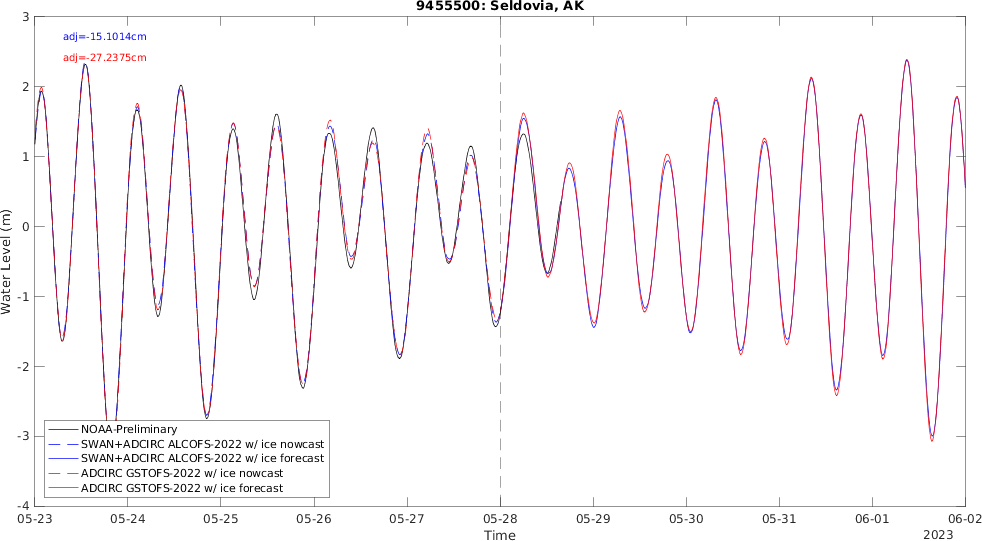 9455500: Seldovia, AK
adj=-15.1014cm
adj=-27.2375cm
Water Level (m)
3
2
1
0
-1
-2
-3
-4
NOAA-Preliminary
SWAN+ADCIRC ALCOFS-2022 w/ ice nowcast
SWAN+ADCIRC ALCOFS-2022 w/ ice forecast
ADCIRC GSTOFS-2022 w/ ice nowcast
ADCIRC GSTOFS-2022 w/ ice forecast
05-23 05-24 05-25 05-26 05-27 05-28 05-29 05-30 05-31 06-01 06-02
Time
2023